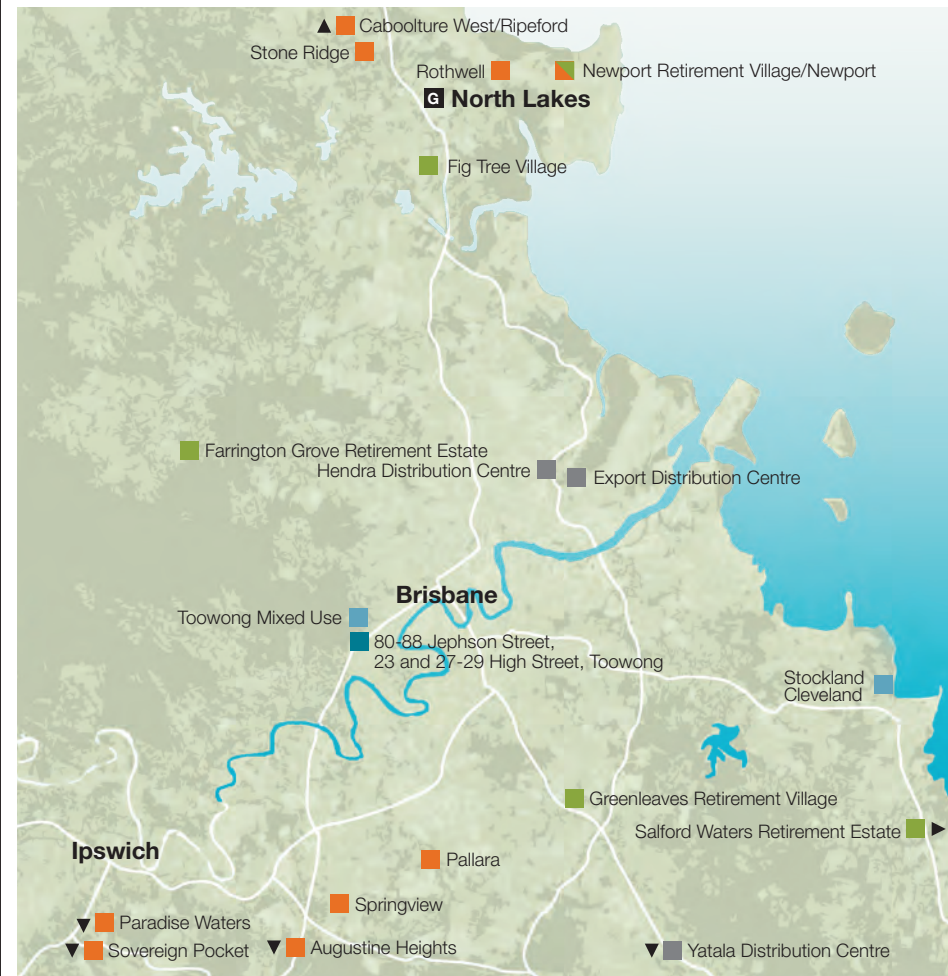 Caboolture West/Ripeford
Stone Ridge
Rothwell
Newport Retirement Village/Newport
G North Lakes
Fig Tree Village
Farrington Grove Retirement Estate
Hendra Distribution Centre
Export Distribution Centre
Brisbane
Toowong Mixed Use
80-88 Jephson Street,
23 and 27-29 High Street, Toowong
Stockland
Cleveland
Greenleaves Retirement Village
Salford Waters Retirement Estate
Ipswich
Pallara
Springview
Paradise Waters
Sovereign Pocket
Augustine Heights
Yatala Distribution Centre